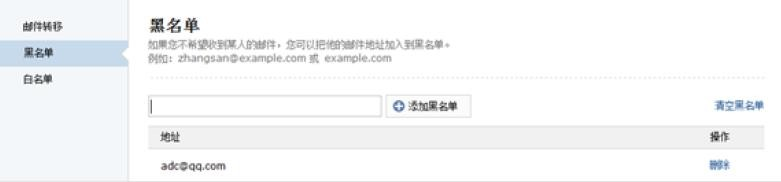 邮件转移
黑名单
白名单
黑名单
如果您不希望收到某人的邮件，您可以把他的邮件地址加入到黑名单。
例如：zhangsan@example.com 或 example.com
添加黑名单
清空黑名单
地址 操作
adc@qq.com 删除